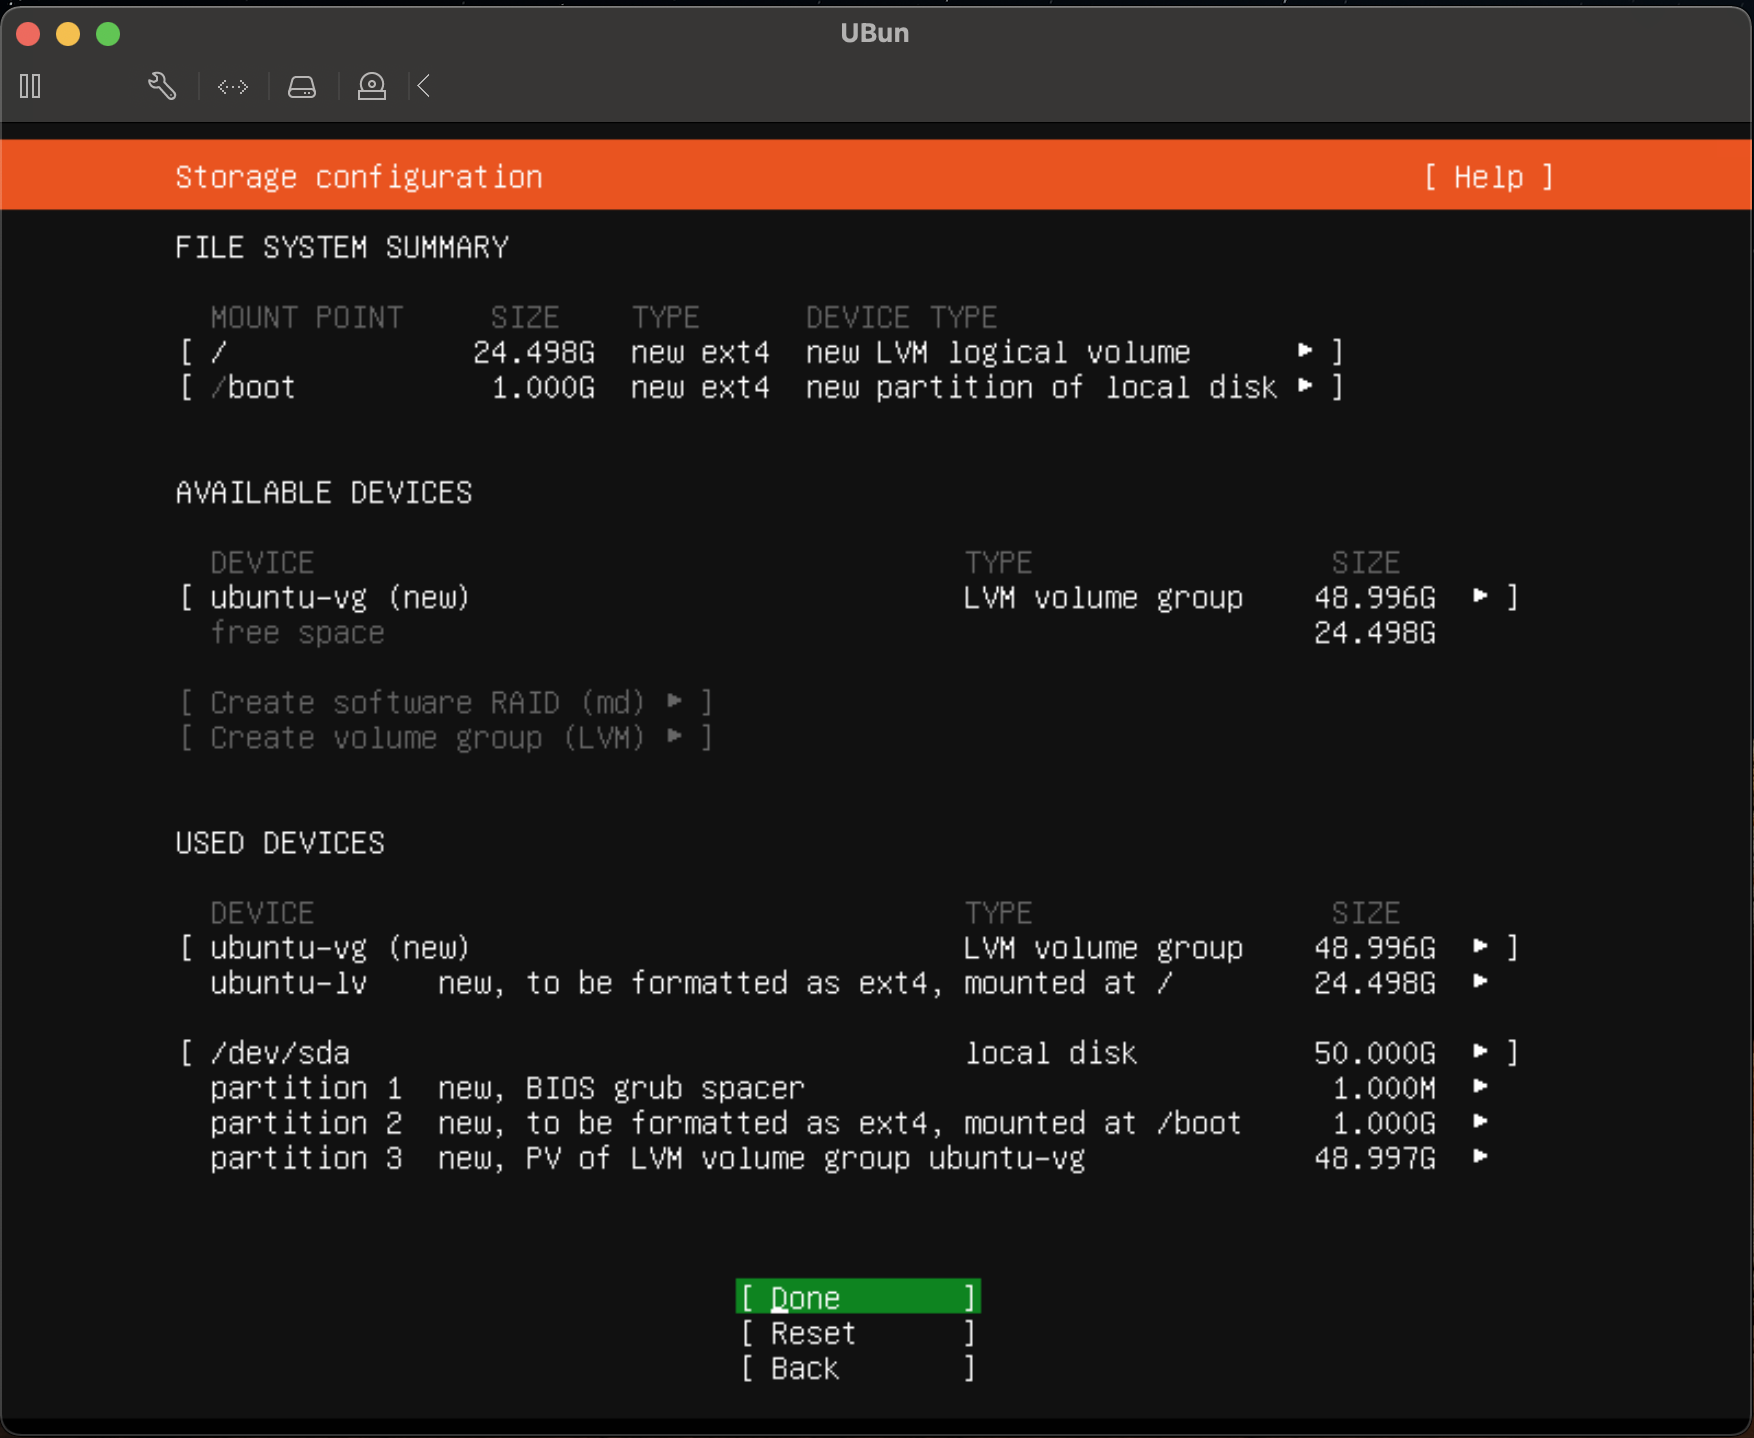 UBun
Storage configuration [ Help ]
FILE SYSTEM SUMMARY
MOUNT POINT SIZE TYPE DEVICE TYPE
[ / 24.498G new ext4 new LVM logical volume ▸ ]
[ /boot 1.000G new ext4 new partition of local disk ▸ ]
AVAILABLE DEVICES
DEVICE TYPE SIZE
[ ubuntu-vg (new) LVM volume group 48.996G ▸ ]
free space 24.498G
[ Create software RAID (md) ▸ ]
[ Create volume group (LVM) ▸ ]
USED DEVICES
DEVICE TYPE SIZE
[ ubuntu-vg (new) LVM volume group 48.996G ▸ ]
ubuntu-lv new, to be formatted as ext4, mounted at / 24.498G ▸
[ /dev/sda local disk 50.000G ▸ ]
partition 1 new, BIOS grub spacer 1.000M ▸
partition 2 new, to be formatted as ext4, mounted at /boot 1.000G ▸
partition 3 new, PV of LVM volume group ubuntu-vg 48.997G ▸
[ Done ]
[ Reset ]
[ Back ]